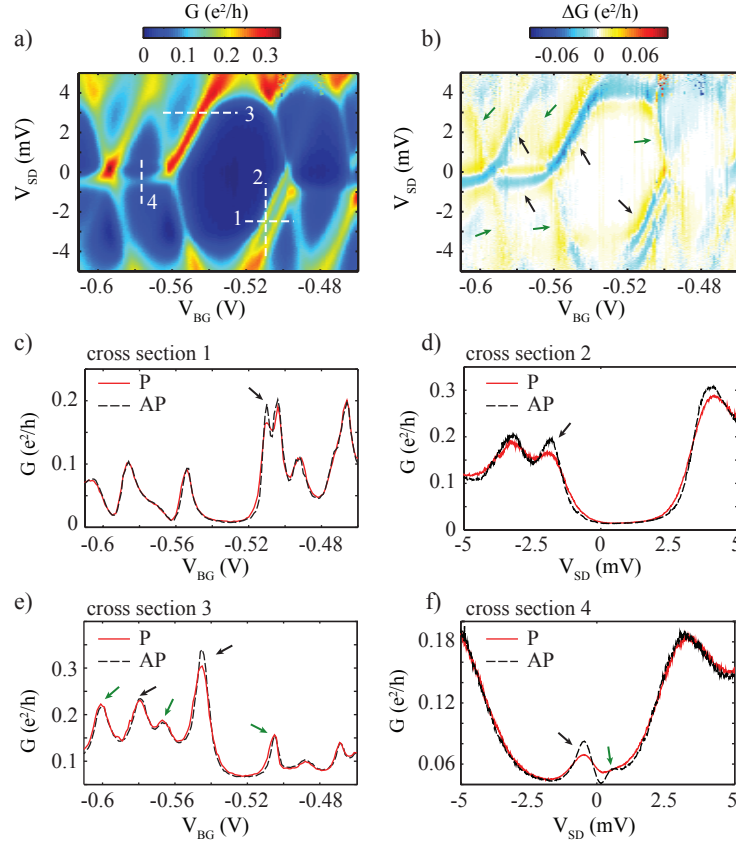 G (e²/h)
0 0.1 0.2 0.3
ΔG (e²/h)
-0.06 0 0.06
a)
V_SD (mV)
4
2
0
-2
-4
3
2
1
4
-0.6 -0.56 -0.52 -0.48
V_BG (V)
b)
V_SD (mV)
4
2
0
-2
-4
-0.6 -0.56 -0.52 -0.48
V_BG (V)
c)
cross section 1
P
AP
G (e²/h)
0.2
0.1
0
-0.6 -0.56 -0.52 -0.48
V_BG (V)
d)
cross section 2
P
AP
G (e²/h)
0.3
0.2
0.1
0
-5 -2.5 0 2.5 5
V_SD (mV)
e)
cross section 3
P
AP
G (e²/h)
0.3
0.2
0.1
-0.6 -0.56 -0.52 -0.48
V_BG (V)
f)
cross section 4
P
AP
G (e²/h)
0.18
0.12
0.06
-5 -2.5 0 2.5 5
V_SD (mV)